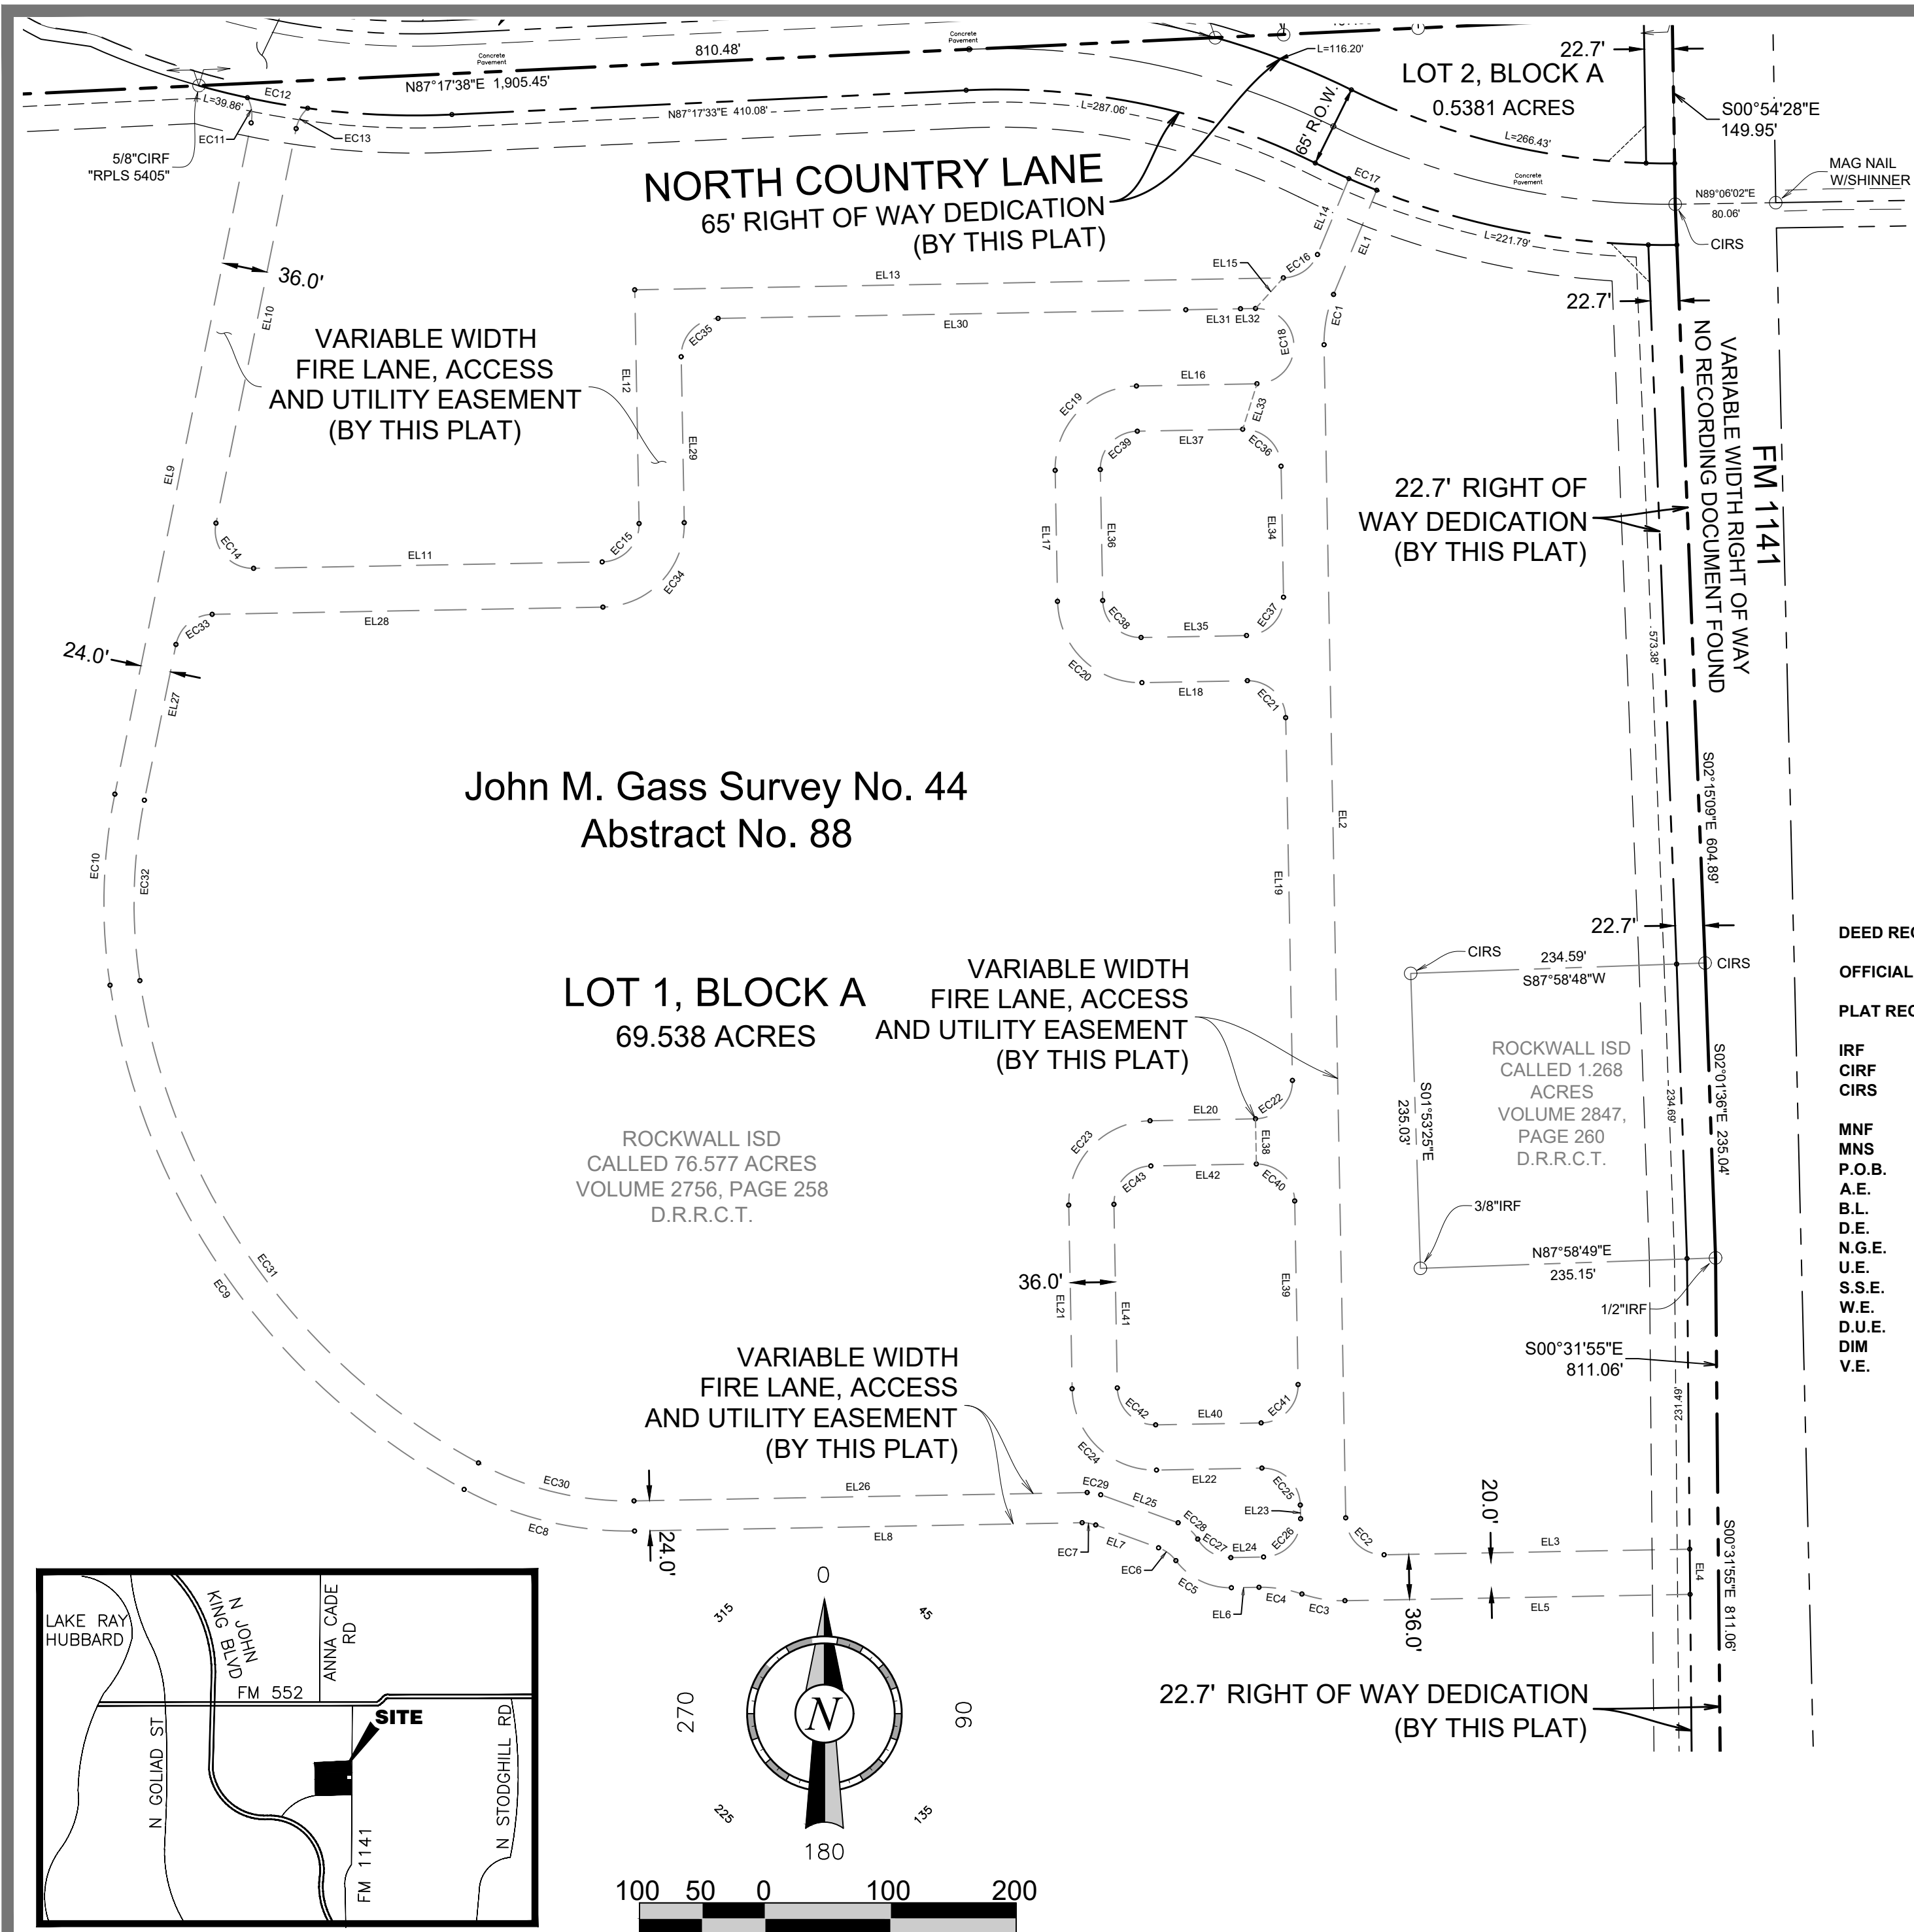 810.48'
N87°17'38"E 1,905.45'
Concrete
Pavement
Concrete
Pavement
L=116.20'
22.7'
LOT 2, BLOCK A
0.5381 ACRES
S00°54'28"E
149.95'
EC12
L=39.86'
EC11
EC13
N87°17'33"E 410.08'
L=287.06'
65' R.O.W.
L=266.43'
5/8"CIRF
"RPLS 5405"
NORTH COUNTRY LANE
65' RIGHT OF WAY DEDICATION
(BY THIS PLAT)
EC17
Concrete
Pavement
MAG NAIL
W/SHINNER
N89°06'02"E
80.06'
CIRS
EL14
EL1
L=221.79'
36.0'
EL10
EL13
EL15
EC16
22.7'
VARIABLE WIDTH
FIRE LANE, ACCESS
AND UTILITY EASEMENT
(BY THIS PLAT)
EC35
EL30
EL31
EL32
EC1
EC18
EL12
EL16
EC19
EL33
EL29
EC39
EL37
EC36
EL9
VARIABLE WIDTH RIGHT OF WAY
NO RECORDING DOCUMENT FOUND
FM 1141
22.7' RIGHT OF
WAY DEDICATION
(BY THIS PLAT)
EC14
EL11
EC15
EL17
EL36
EL34
EC34
EC33
EL28
EC38
EL35
EC37
573.38'
24.0'
EL27
EC20
EL18
EC21
S02°15'09"E 604.89'
John M. Gass Survey No. 44
Abstract No. 88
EL2
EC10
EC32
EL19
22.7'
LOT 1, BLOCK A
69.538 ACRES
VARIABLE WIDTH
FIRE LANE, ACCESS
AND UTILITY EASEMENT
(BY THIS PLAT)
CIRS
234.59'
S87°58'48"W
CIRS
DEED REC
OFFICIAL
PLAT REC
IRF
CIRF
CIRS
MNF
MNS
P.O.B.
A.E.
B.L.
D.E.
N.G.E.
U.E.
S.S.E.
W.E.
D.U.E.
DIM
V.E.
ROCKWALL ISD
CALLED 1.268
ACRES
VOLUME 2847,
PAGE 260
D.R.R.C.T.
S01°53'25"E
235.03'
234.69'
S02°01'36"E 235.04'
ROCKWALL ISD
CALLED 76.577 ACRES
VOLUME 2756, PAGE 258
D.R.R.C.T.
EL20
EC22
EC23
EL38
EC43
EL42
EC40
3/8"IRF
N87°58'49"E
235.15'
EC31
EC9
36.0'
EL21
EL41
EL39
1/2"IRF
S00°31'55"E
811.06'
VARIABLE WIDTH
FIRE LANE, ACCESS
AND UTILITY EASEMENT
(BY THIS PLAT)
EC42
EL40
EC41
231.49'
EC24
EL22
EC30
EL26
EC29
EL25
EC25
EL23
20.0'
EC8
EL8
24.0'
EC7
EL7
EC28
EC27
EL24
EC26
EC2
EL3
EC6
EC5
EL6
EC4
EC3
36.0'
EL4
EL5
S00°31'55"E 811.06'
22.7' RIGHT OF WAY DEDICATION
(BY THIS PLAT)
LAKE RAY
HUBBARD
N JOHN
KING BLVD
ANNA CADE
RD
FM 552
SITE
N GOLIAD ST
FM 1141
N STODGHILL RD
0
45
90
135
180
225
270
315
N
100 50 0 100 200